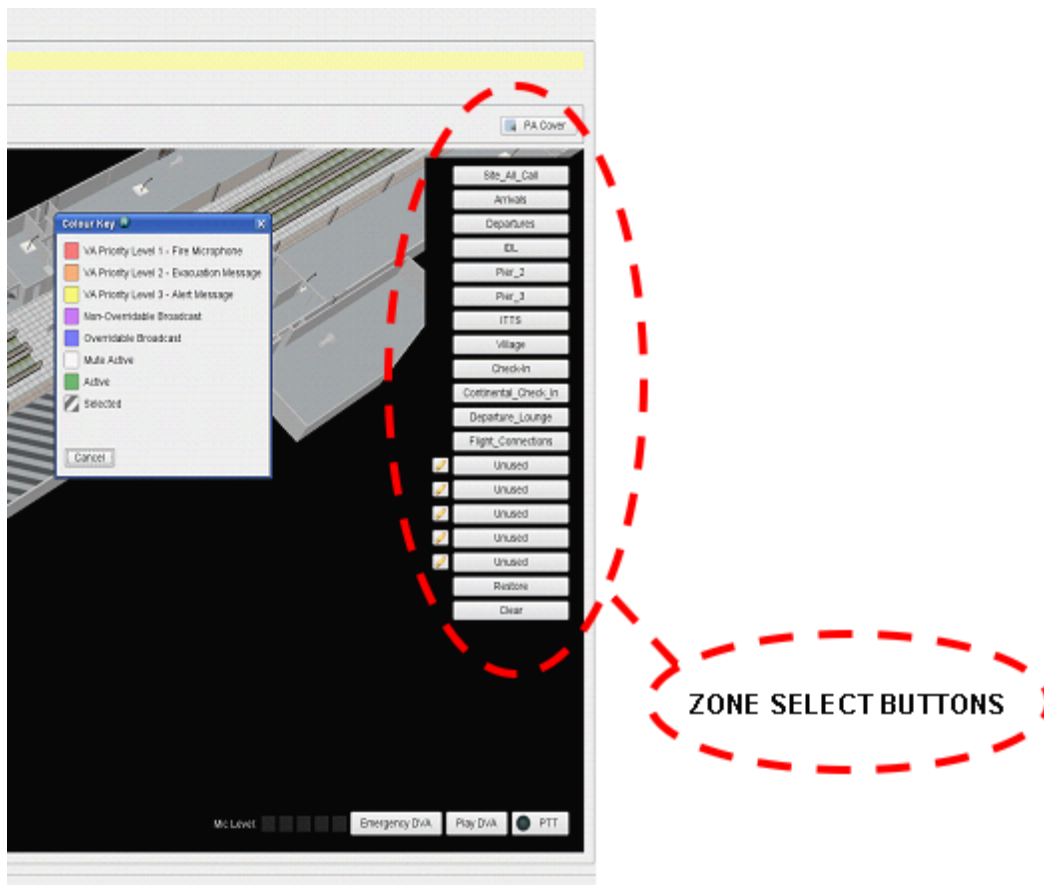 PA Cover
Site_All_Call
Arrivals
Departures
IDL
Pier_2
Pier_3
ITTS
Village
Check-In
Continental_Check_In
Departure_Lounge
Flight_Connections
Unused
Unused
Unused
Unused
Unused
Restore
Clear
Colour Key
VA Priority Level 1 - Fire Microphone
VA Priority Level 2 - Evacuation Message
VA Priority Level 3 - Alert Message
Non-Overridable Broadcast
Overridable Broadcast
Mute Active
Active
Selected
Cancel
ZONE SELECT BUTTONS
Mic Level
Emergency DVA
Play DVA
PTT